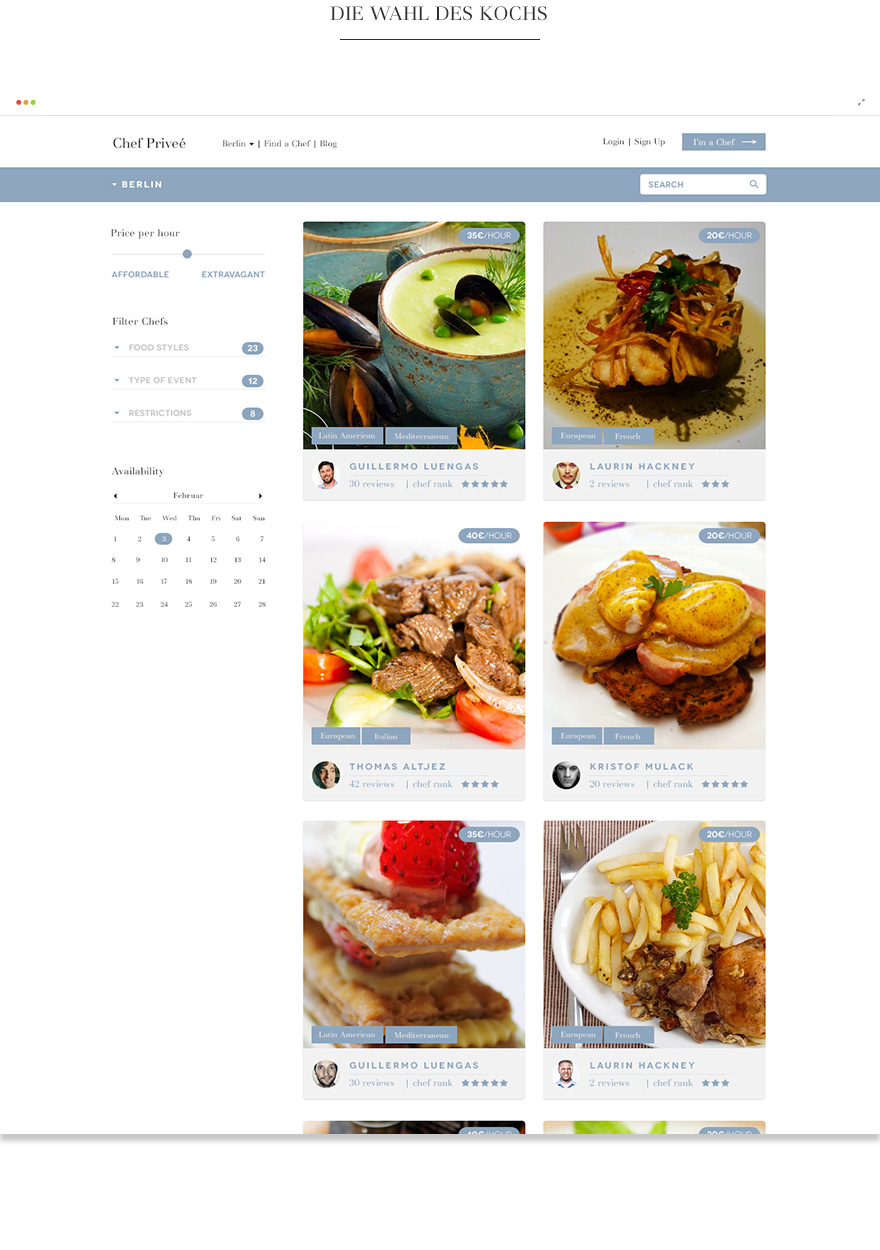 DIE WAHL DES KOCHS
Chef Priveé
Berlin | Find a Chef | Blog
Login | Sign Up
I'm a Chef
BERLIN
SEARCH
Price per hour
AFFORDABLE EXTRAVAGANT
Filter Chefs
FOOD STYLES 23
TYPE OF EVENT 12
RESTRICTIONS 8
Availability
Februar
Mon Tue Wed Thu Fri Sat Sun
1 2 3 4 5 6 7
8 9 10 11 12 13 14
15 16 17 18 19 20 21
22 23 24 25 26 27 28
35€/HOUR
Latin American Mediterranean
GUILLERMO LUENGAS
30 reviews | chef rank
20€/HOUR
European French
LAURIN HACKNEY
2 reviews | chef rank
40€/HOUR
European Italian
THOMAS ALTJEZ
42 reviews | chef rank
20€/HOUR
European French
KRISTOF MULACK
20 reviews | chef rank
35€/HOUR
Latin American Mediterranean
GUILLERMO LUENGAS
30 reviews | chef rank
20€/HOUR
European French
LAURIN HACKNEY
2 reviews | chef rank